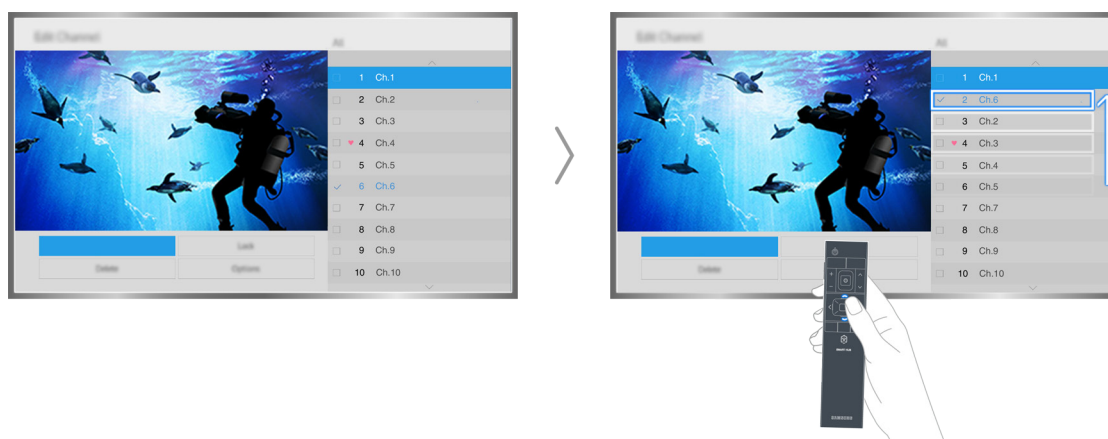 Edit Channel
All
1 Ch.1
2 Ch.2
3 Ch.3
4 Ch.4
5 Ch.5
6 Ch.6
7 Ch.7
8 Ch.8
9 Ch.9
10 Ch.10
Lock
Delete
Options
Edit Channel
All
1 Ch.1
2 Ch.6
3 Ch.2
4 Ch.3
5 Ch.4
6 Ch.5
7 Ch.7
8 Ch.8
9 Ch.9
10 Ch.10
Delete
SMART HUB
SAMSUNG